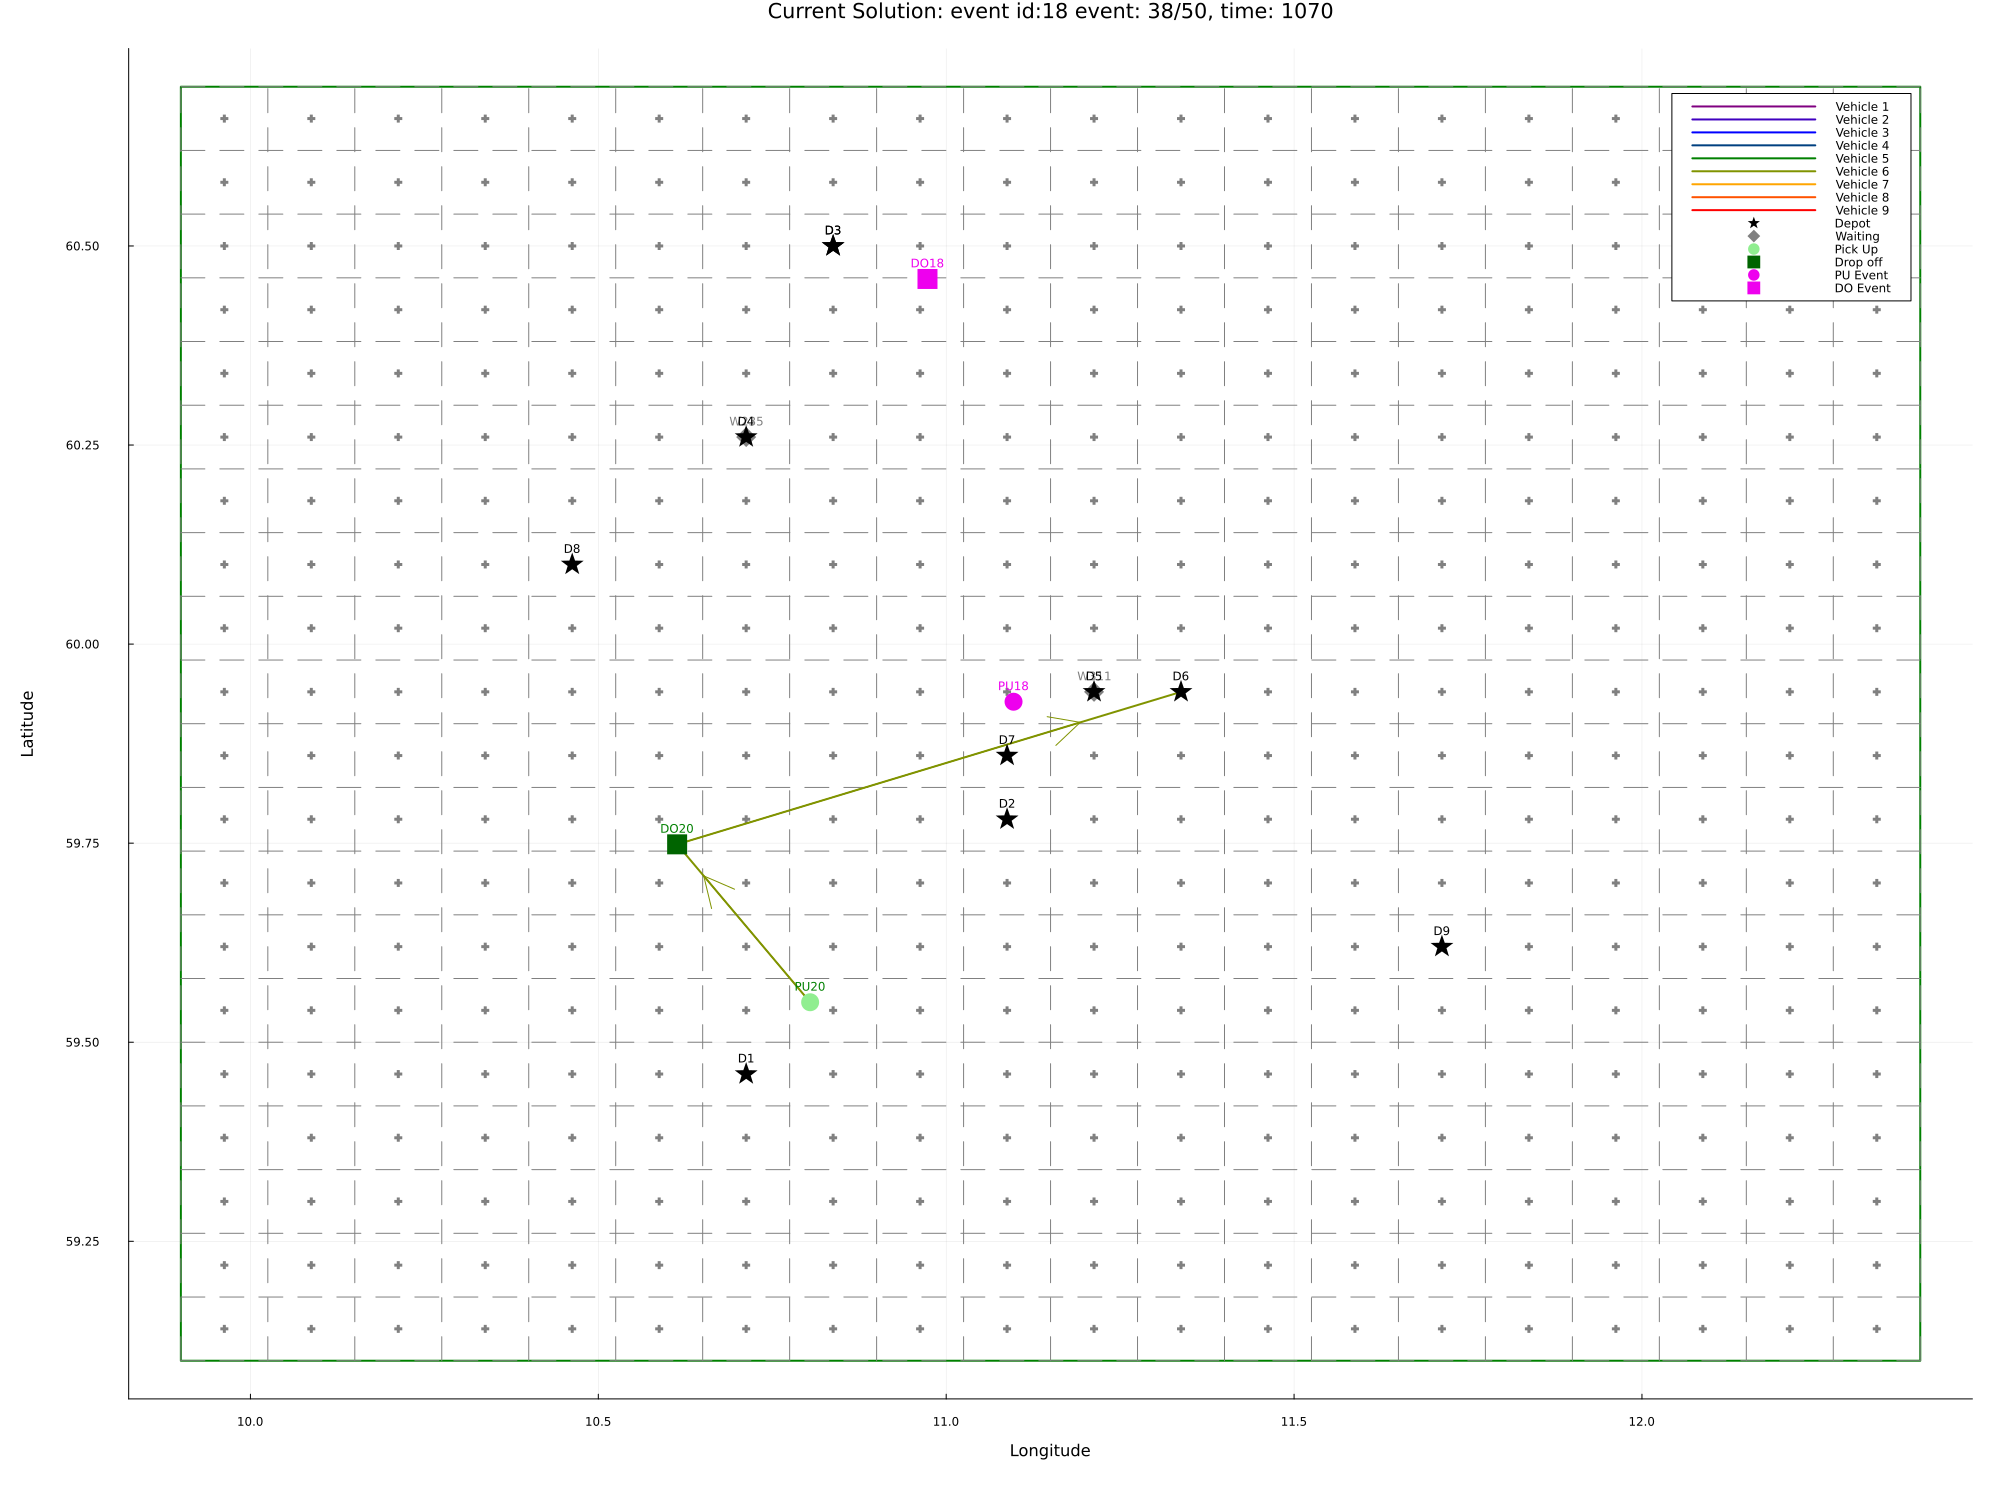 Current Solution: event id:18 event: 38/50, time: 1070
Vehicle 1
Vehicle 2
Vehicle 3
Vehicle 4
Vehicle 5
Vehicle 6
Vehicle 7
Vehicle 8
Vehicle 9
Depot
Waiting
Pick Up
Drop off
PU Event
DO Event
D3
DO18
D4
D8
PU18
D5
D6
D7
D2
DO20
D9
PU20
D1
60.50
60.25
60.00
59.75
59.50
59.25
Latitude
10.0
10.5
11.0
11.5
12.0
Longitude